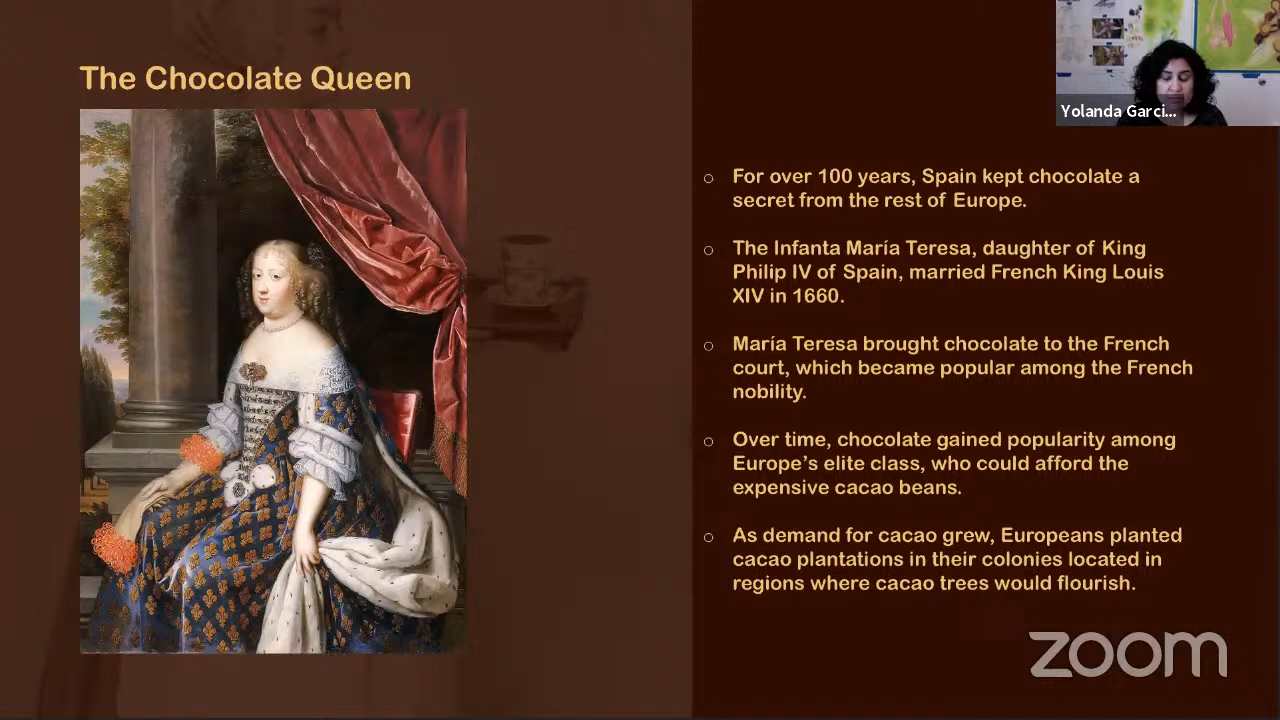 The Chocolate Queen
Yolanda Garci...
For over 100 years, Spain kept chocolate a
secret from the rest of Europe.
The Infanta María Teresa, daughter of King
Philip IV of Spain, married French King Louis
XIV in 1660.
María Teresa brought chocolate to the French
court, which became popular among the French
nobility.
Over time, chocolate gained popularity among
Europe’s elite class, who could afford the
expensive cacao beans.
As demand for cacao grew, Europeans planted
cacao plantations in their colonies located in
regions where cacao trees would flourish.
zoom